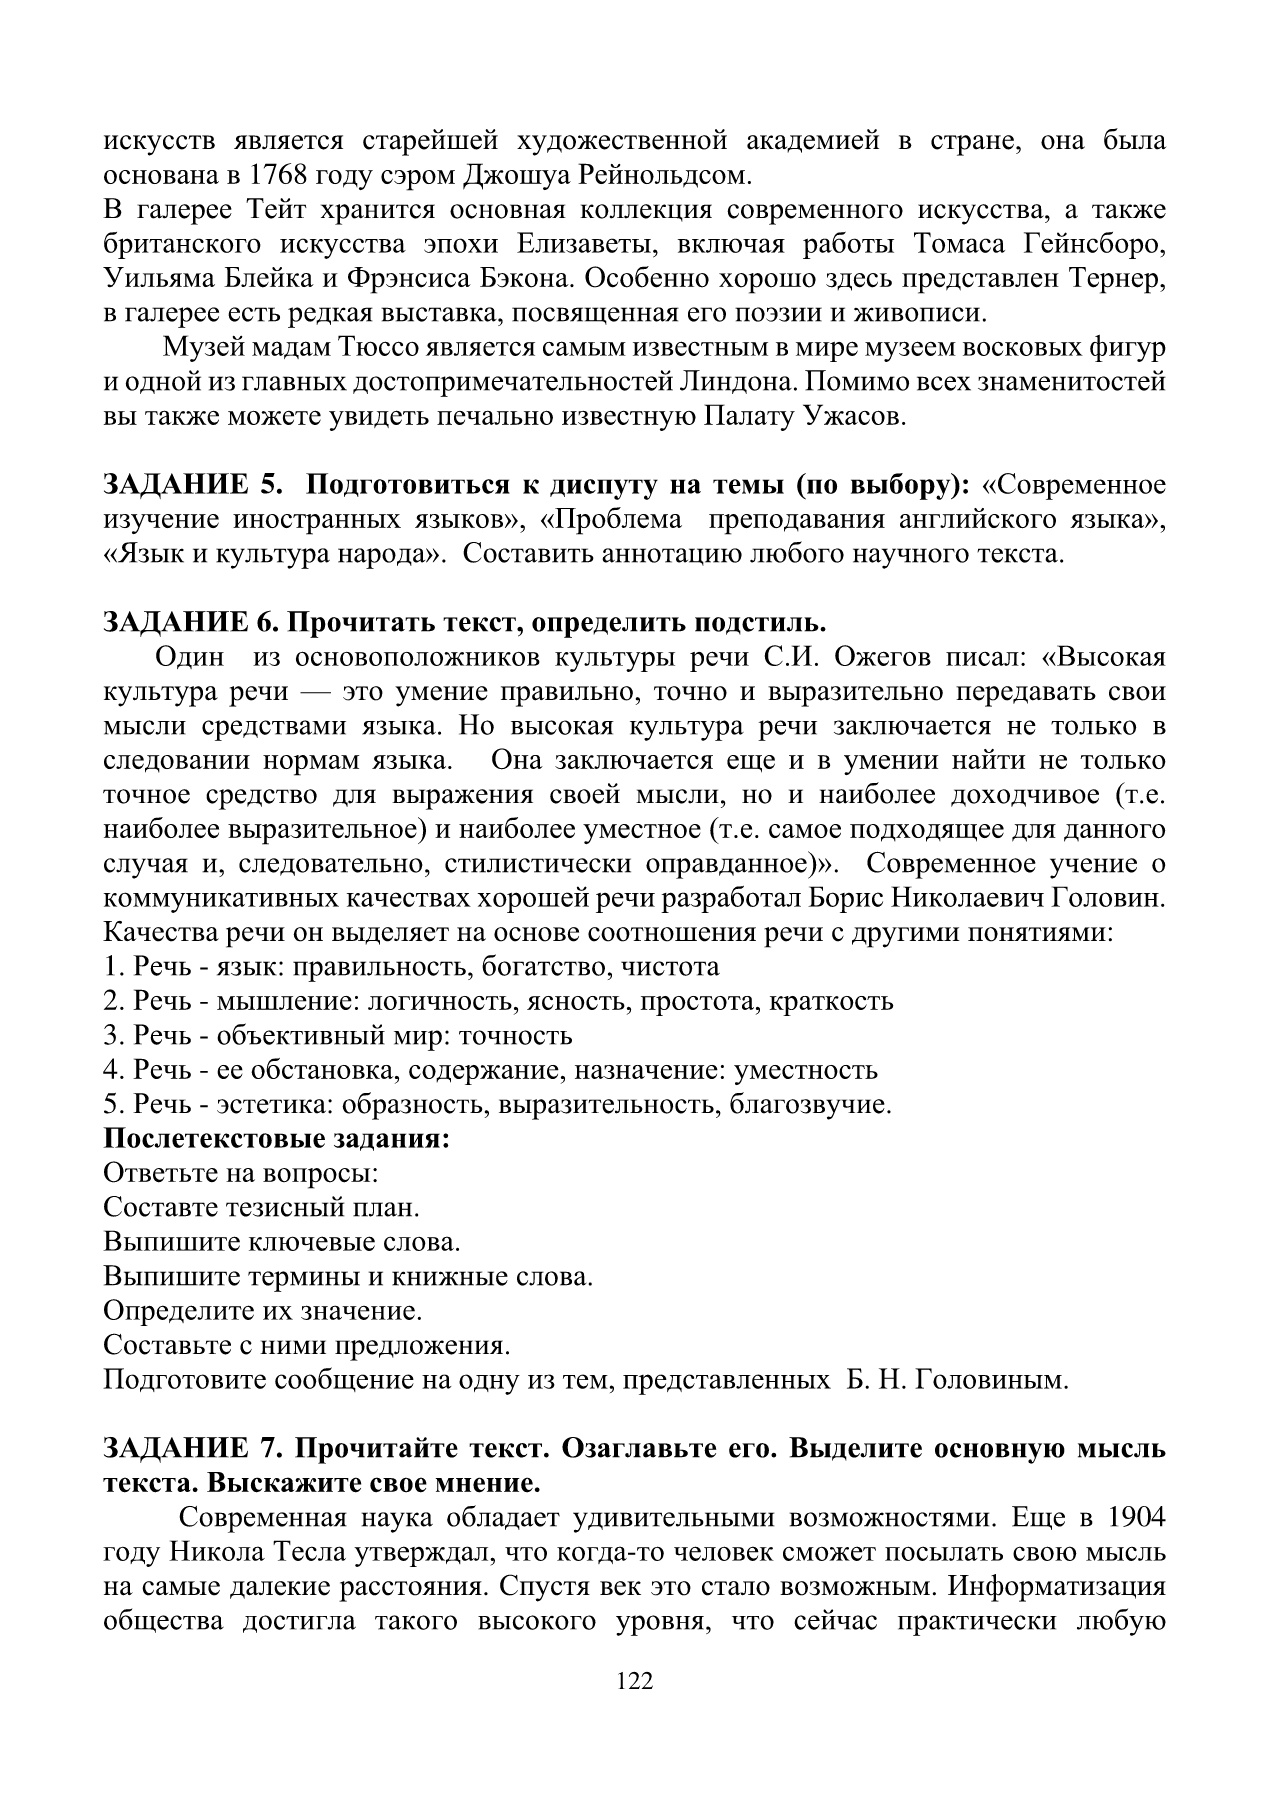 искусств является старейшей художественной академией в стране, она была
основана в 1768 году сэром Джошуа Рейнольдсом.
В галерее Тейт хранится основная коллекция современного искусства, а также
британского искусства эпохи Елизаветы, включая работы Томаса Гейнсборо,
Уильяма Блейка и Фрэнсиса Бэкона. Особенно хорошо здесь представлен Тернер,
в галерее есть редкая выставка, посвященная его поэзии и живописи.
Музей мадам Тюссо является самым известным в мире музеем восковых фигур
и одной из главных достопримечательностей Линдона. Помимо всех знаменитостей
вы также можете увидеть печально известную Палату Ужасов.
ЗАДАНИЕ 5. Подготовиться к диспуту на темы (по выбору): «Современное
изучение иностранных языков», «Проблема преподавания английского языка»,
«Язык и культура народа». Составить аннотацию любого научного текста.
ЗАДАНИЕ 6. Прочитать текст, определить подстиль.
Один из основоположников культуры речи С.И. Ожегов писал: «Высокая
культура речи — это умение правильно, точно и выразительно передавать свои
мысли средствами языка. Но высокая культура речи заключается не только в
следовании нормам языка. Она заключается еще и в умении найти не только
точное средство для выражения своей мысли, но и наиболее доходчивое (т.е.
наиболее выразительное) и наиболее уместное (т.е. самое подходящее для данного
случая и, следовательно, стилистически оправданное)». Современное учение о
коммуникативных качествах хорошей речи разработал Борис Николаевич Головин.
Качества речи он выделяет на основе соотношения речи с другими понятиями:
1. Речь - язык: правильность, богатство, чистота
2. Речь - мышление: логичность, ясность, простота, краткость
3. Речь - объективный мир: точность
4. Речь - ее обстановка, содержание, назначение: уместность
5. Речь - эстетика: образность, выразительность, благозвучие.
Послетекстовые задания:
Ответьте на вопросы:
Составте тезисный план.
Выпишите ключевые слова.
Выпишите термины и книжные слова.
Определите их значение.
Составьте с ними предложения.
Подготовите сообщение на одну из тем, представленных Б. Н. Головиным.
ЗАДАНИЕ 7. Прочитайте текст. Озаглавьте его. Выделите основную мысль
текста. Выскажите свое мнение.
Современная наука обладает удивительными возможностями. Еще в 1904
году Никола Тесла утверждал, что когда-то человек сможет посылать свою мысль
на самые далекие расстояния. Спустя век это стало возможным. Информатизация
общества достигла такого высокого уровня, что сейчас практически любую
122